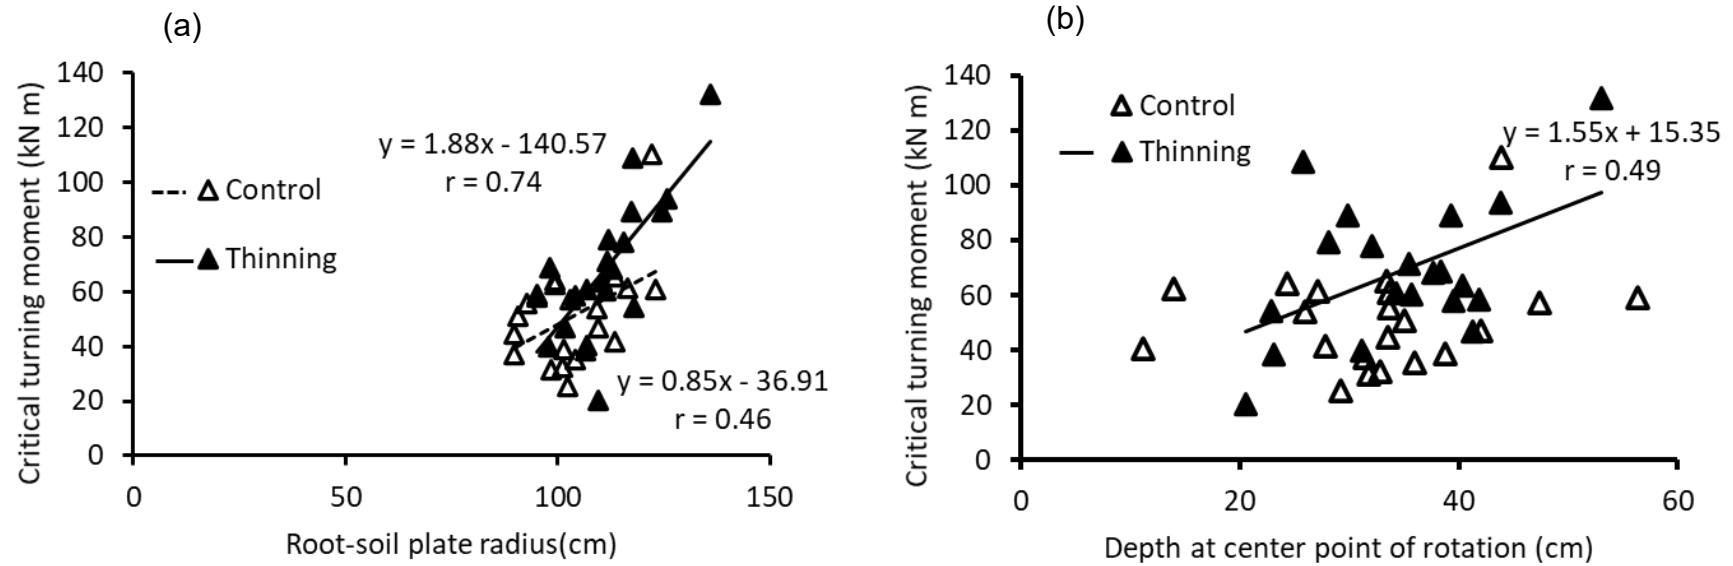 (a)
Critical turning moment (kN m)
140
120
100
80
60
40
20
0
0 50 100 150
Root-soil plate radius(cm)
Control
Thinning
y = 1.88x - 140.57
r = 0.74
y = 0.85x - 36.91
r = 0.46
(b)
Critical turning moment (kN m)
140
120
100
80
60
40
20
0
0 20 40 60
Depth at center point of rotation (cm)
Control
Thinning
y = 1.55x + 15.35
r = 0.49